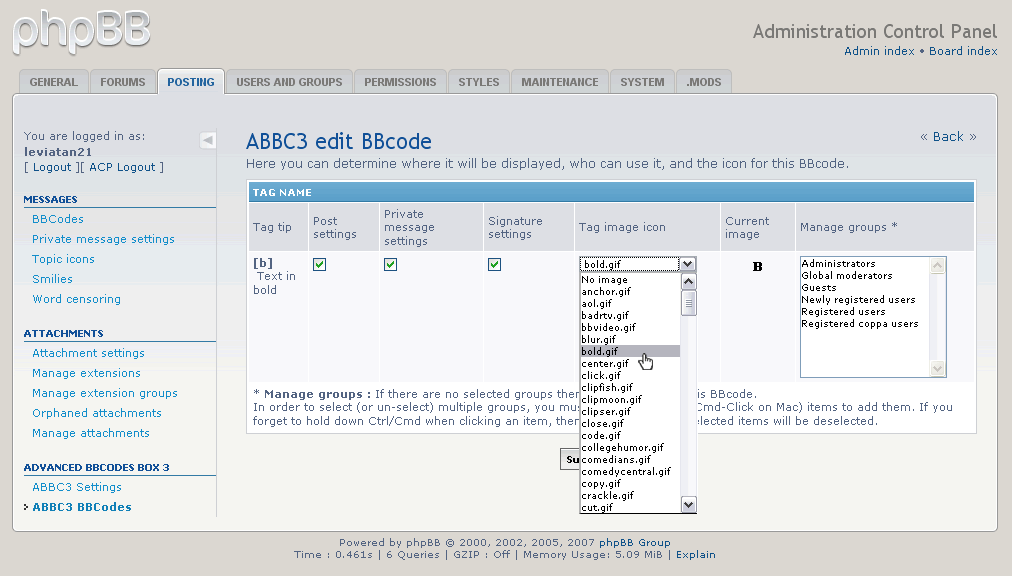 phpBB
Administration Control Panel
Admin index • Board index
GENERAL FORUMS POSTING USERS AND GROUPS PERMISSIONS STYLES MAINTENANCE SYSTEM .MODS
You are logged in as:
leviatan21
[ Logout ][ ACP Logout ]
MESSAGES
BBCodes
Private message settings
Topic icons
Smilies
Word censoring
ATTACHMENTS
Attachment settings
Manage extensions
Manage extension groups
Orphaned attachments
Manage attachments
ADVANCED BBCODES BOX 3
ABBC3 Settings
ABBC3 BBCodes
« Back »
ABBC3 edit BBcode
Here you can determine where it will be displayed, who can use it, and the icon for this BBcode.
TAG NAME
Tag tip
Post
settings
Private
message
settings
Signature
settings
Tag image icon
Current
image
Manage groups *
[b]
Text in
bold
bold.gif
No image
anchor.gif
aol.gif
badrtv.gif
bbvideo.gif
blur.gif
bold.gif
center.gif
click.gif
clipfish.gif
clipmoon.gif
clipser.gif
close.gif
code.gif
collegehumor.gif
comedians.gif
comedycentral.gif
copy.gif
crackle.gif
cut.gif
B
Administrators
Global moderators
Guests
Newly registered users
Registered users
Registered coppa users
* Manage groups : If there are no selected groups then is BBcode.
In order to select (or un-select) multiple groups, you mus Cmd-Click on Mac) items to add them. If you
forget to hold down Ctrl/Cmd when clicking an item, then elected items will be deselected.
Su
Powered by phpBB © 2000, 2002, 2005, 2007 phpBB Group
Time : 0.461s | 6 Queries | GZIP : Off | Memory Usage: 5.09 MiB | Explain